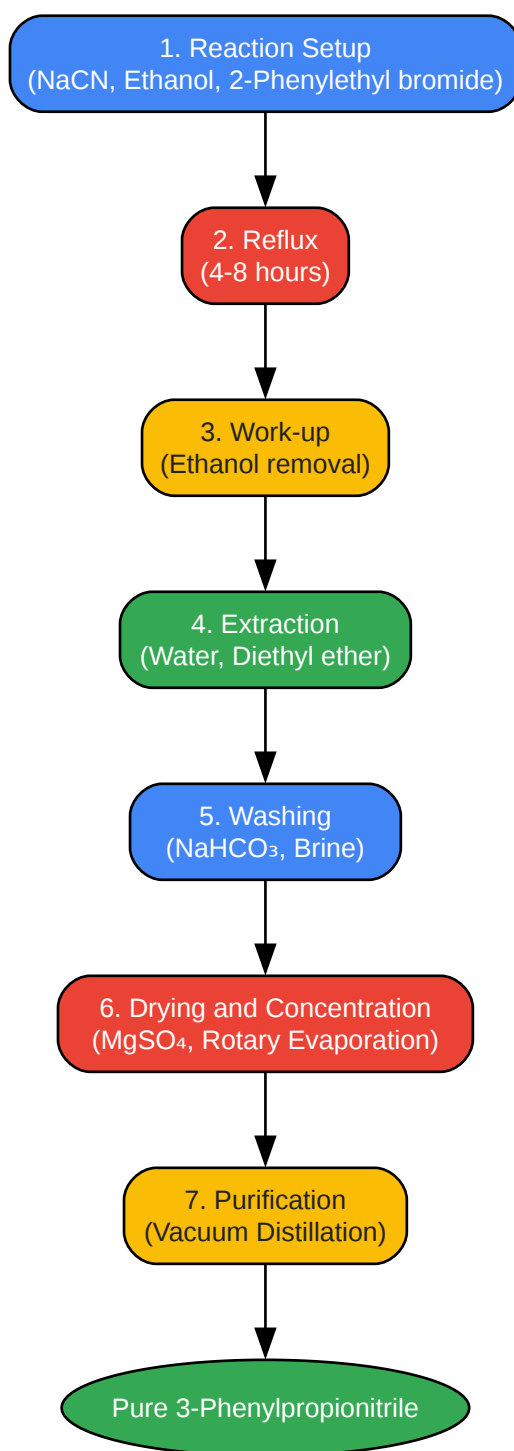 1. Reaction Setup
(NaCN, Ethanol, 2-Phenylethyl bromide)
2. Reflux
(4-8 hours)
3. Work-up
(Ethanol removal)
4. Extraction
(Water, Diethyl ether)
5. Washing
(NaHCO₃, Brine)
6. Drying and Concentration
(MgSO₄, Rotary Evaporation)
7. Purification
(Vacuum Distillation)
Pure 3-Phenylpropionitrile